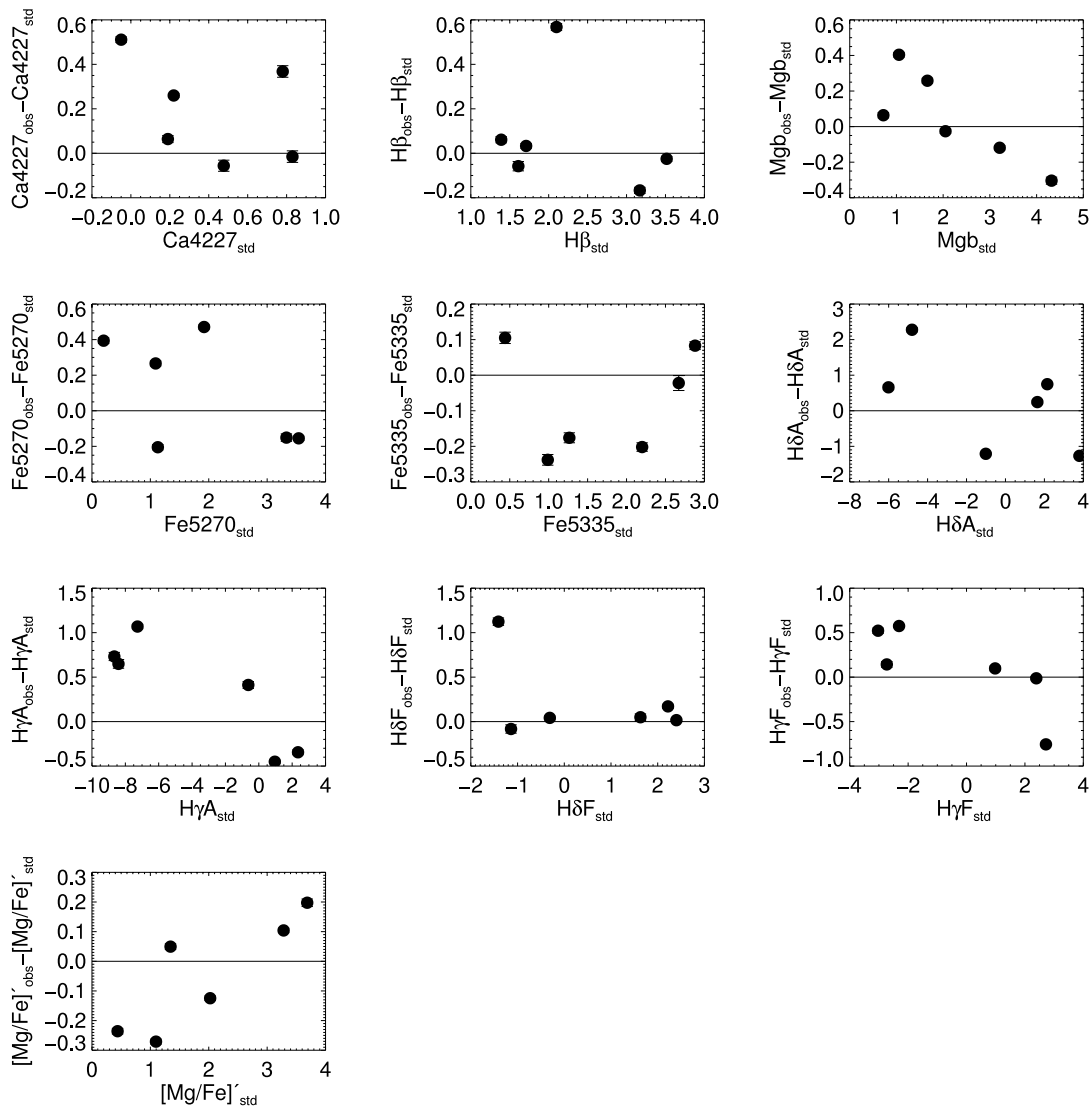 Ca4227obs−Ca4227std
0.6
0.4
0.2
0.0
−0.2
−0.2 0.0 0.2 0.4 0.6 0.8 1.0
Ca4227std
Hβobs−Hβstd
0.6
0.4
0.2
0.0
−0.2
1.0 1.5 2.0 2.5 3.0 3.5 4.0
Hβstd
Mgbobs−Mgbstd
0.6
0.4
0.2
0.0
−0.2
−0.4
0 1 2 3 4 5
Mgbstd
Fe5270obs−Fe5270std
0.6
0.4
0.2
0.0
−0.2
−0.4
0 1 2 3 4
Fe5270std
Fe5335obs−Fe5335std
0.2
0.1
0.0
−0.1
−0.2
−0.3
0.0 0.5 1.0 1.5 2.0 2.5 3.0
Fe5335std
HδAobs−HδAstd
3
2
1
0
−1
−2
−8 −6 −4 −2 0 2 4
HδAstd
HγAobs−HγAstd
1.5
1.0
0.5
0.0
−0.5
−10 −8 −6 −4 −2 0 2 4
HγAstd
HδFobs−HδFstd
1.5
1.0
0.5
0.0
−0.5
−2 −1 0 1 2 3
HδFstd
HγFobs−HγFstd
1.0
0.5
0.0
−0.5
−1.0
−4 −2 0 2 4
HγFstd
[Mg/Fe]′obs−[Mg/Fe]′std
0.3
0.2
0.1
0.0
−0.1
−0.2
−0.3
0 1 2 3 4
[Mg/Fe]′std